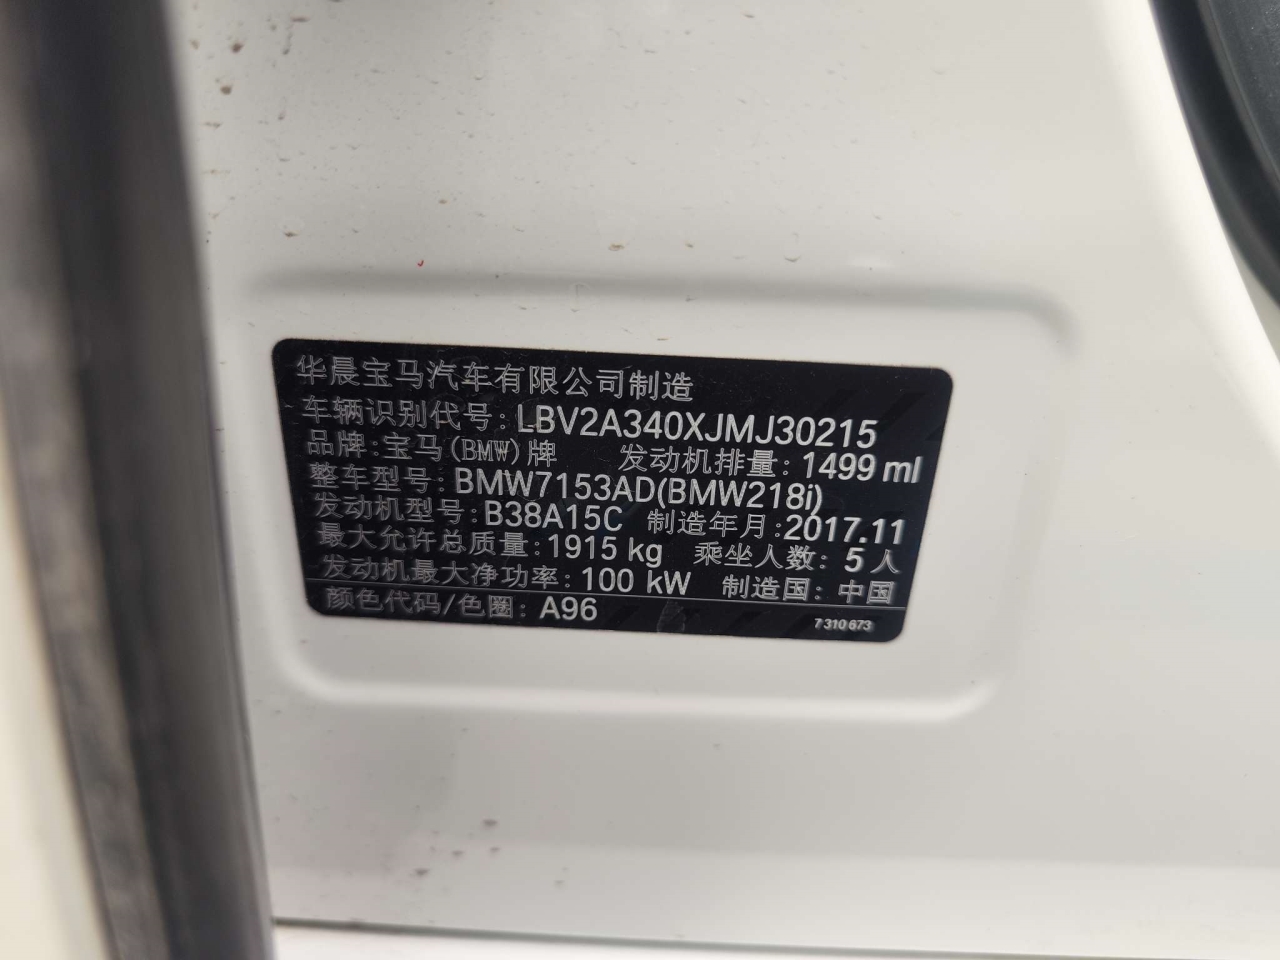 华晨宝马汽车有限公司制造
车辆识别代号: LBV2A340XJMJ30215
品牌:宝马(BMW)牌 发动机排量: 1499 ml
整车型号: BMW7153AD(BMW218i)
发动机型号: B38A15C 制造年月:2017.11
最大允许总质量: 1915 kg 乘坐人数: 5 人
发动机最大净功率: 100 kW 制造国: 中国
颜色代码/色圈: A96
7 310 673